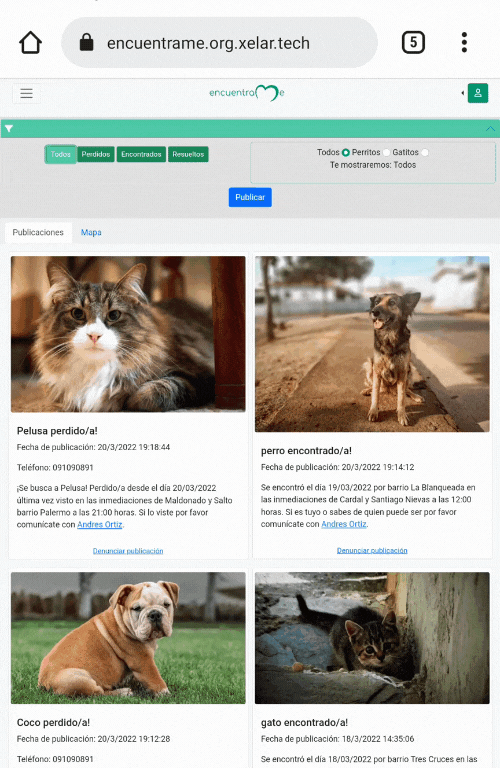 encuentrame.org.xelar.tech
5
encuentra e
Todos Perdidos Encontrados Resueltos
Todos Perritos Gatitos
Te mostraremos: Todos
Publicar
Publicaciones Mapa
Pelusa perdido/a!
Fecha de publicación: 20/3/2022 19:18:44
Teléfono: 091090891
¡Se busca a Pelusa! Perdido/a desde el día 20/03/2022
última vez visto en las inmediaciones de Maldonado y Salto
barrio Palermo a las 21:00 horas. Si lo viste por favor
comunícate con Andres Ortiz.
Denunciar publicación
perro encontrado/a!
Fecha de publicación: 20/3/2022 19:14:12
Se encontró el día 19/03/2022 por barrio La Blanqueada en
las inmediaciones de Cardal y Santiago Nievas a las 12:00
horas. Si es tuyo o sabes de quien puede ser por favor
comunícate con Andres Ortiz.
Denunciar publicación
Coco perdido/a!
Fecha de publicación: 20/3/2022 19:12:28
Teléfono: 091090891
gato encontrado/a!
Fecha de publicación: 18/3/2022 14:35:06
Se encontró el día 18/03/2022 por barrio Tres Cruces en las